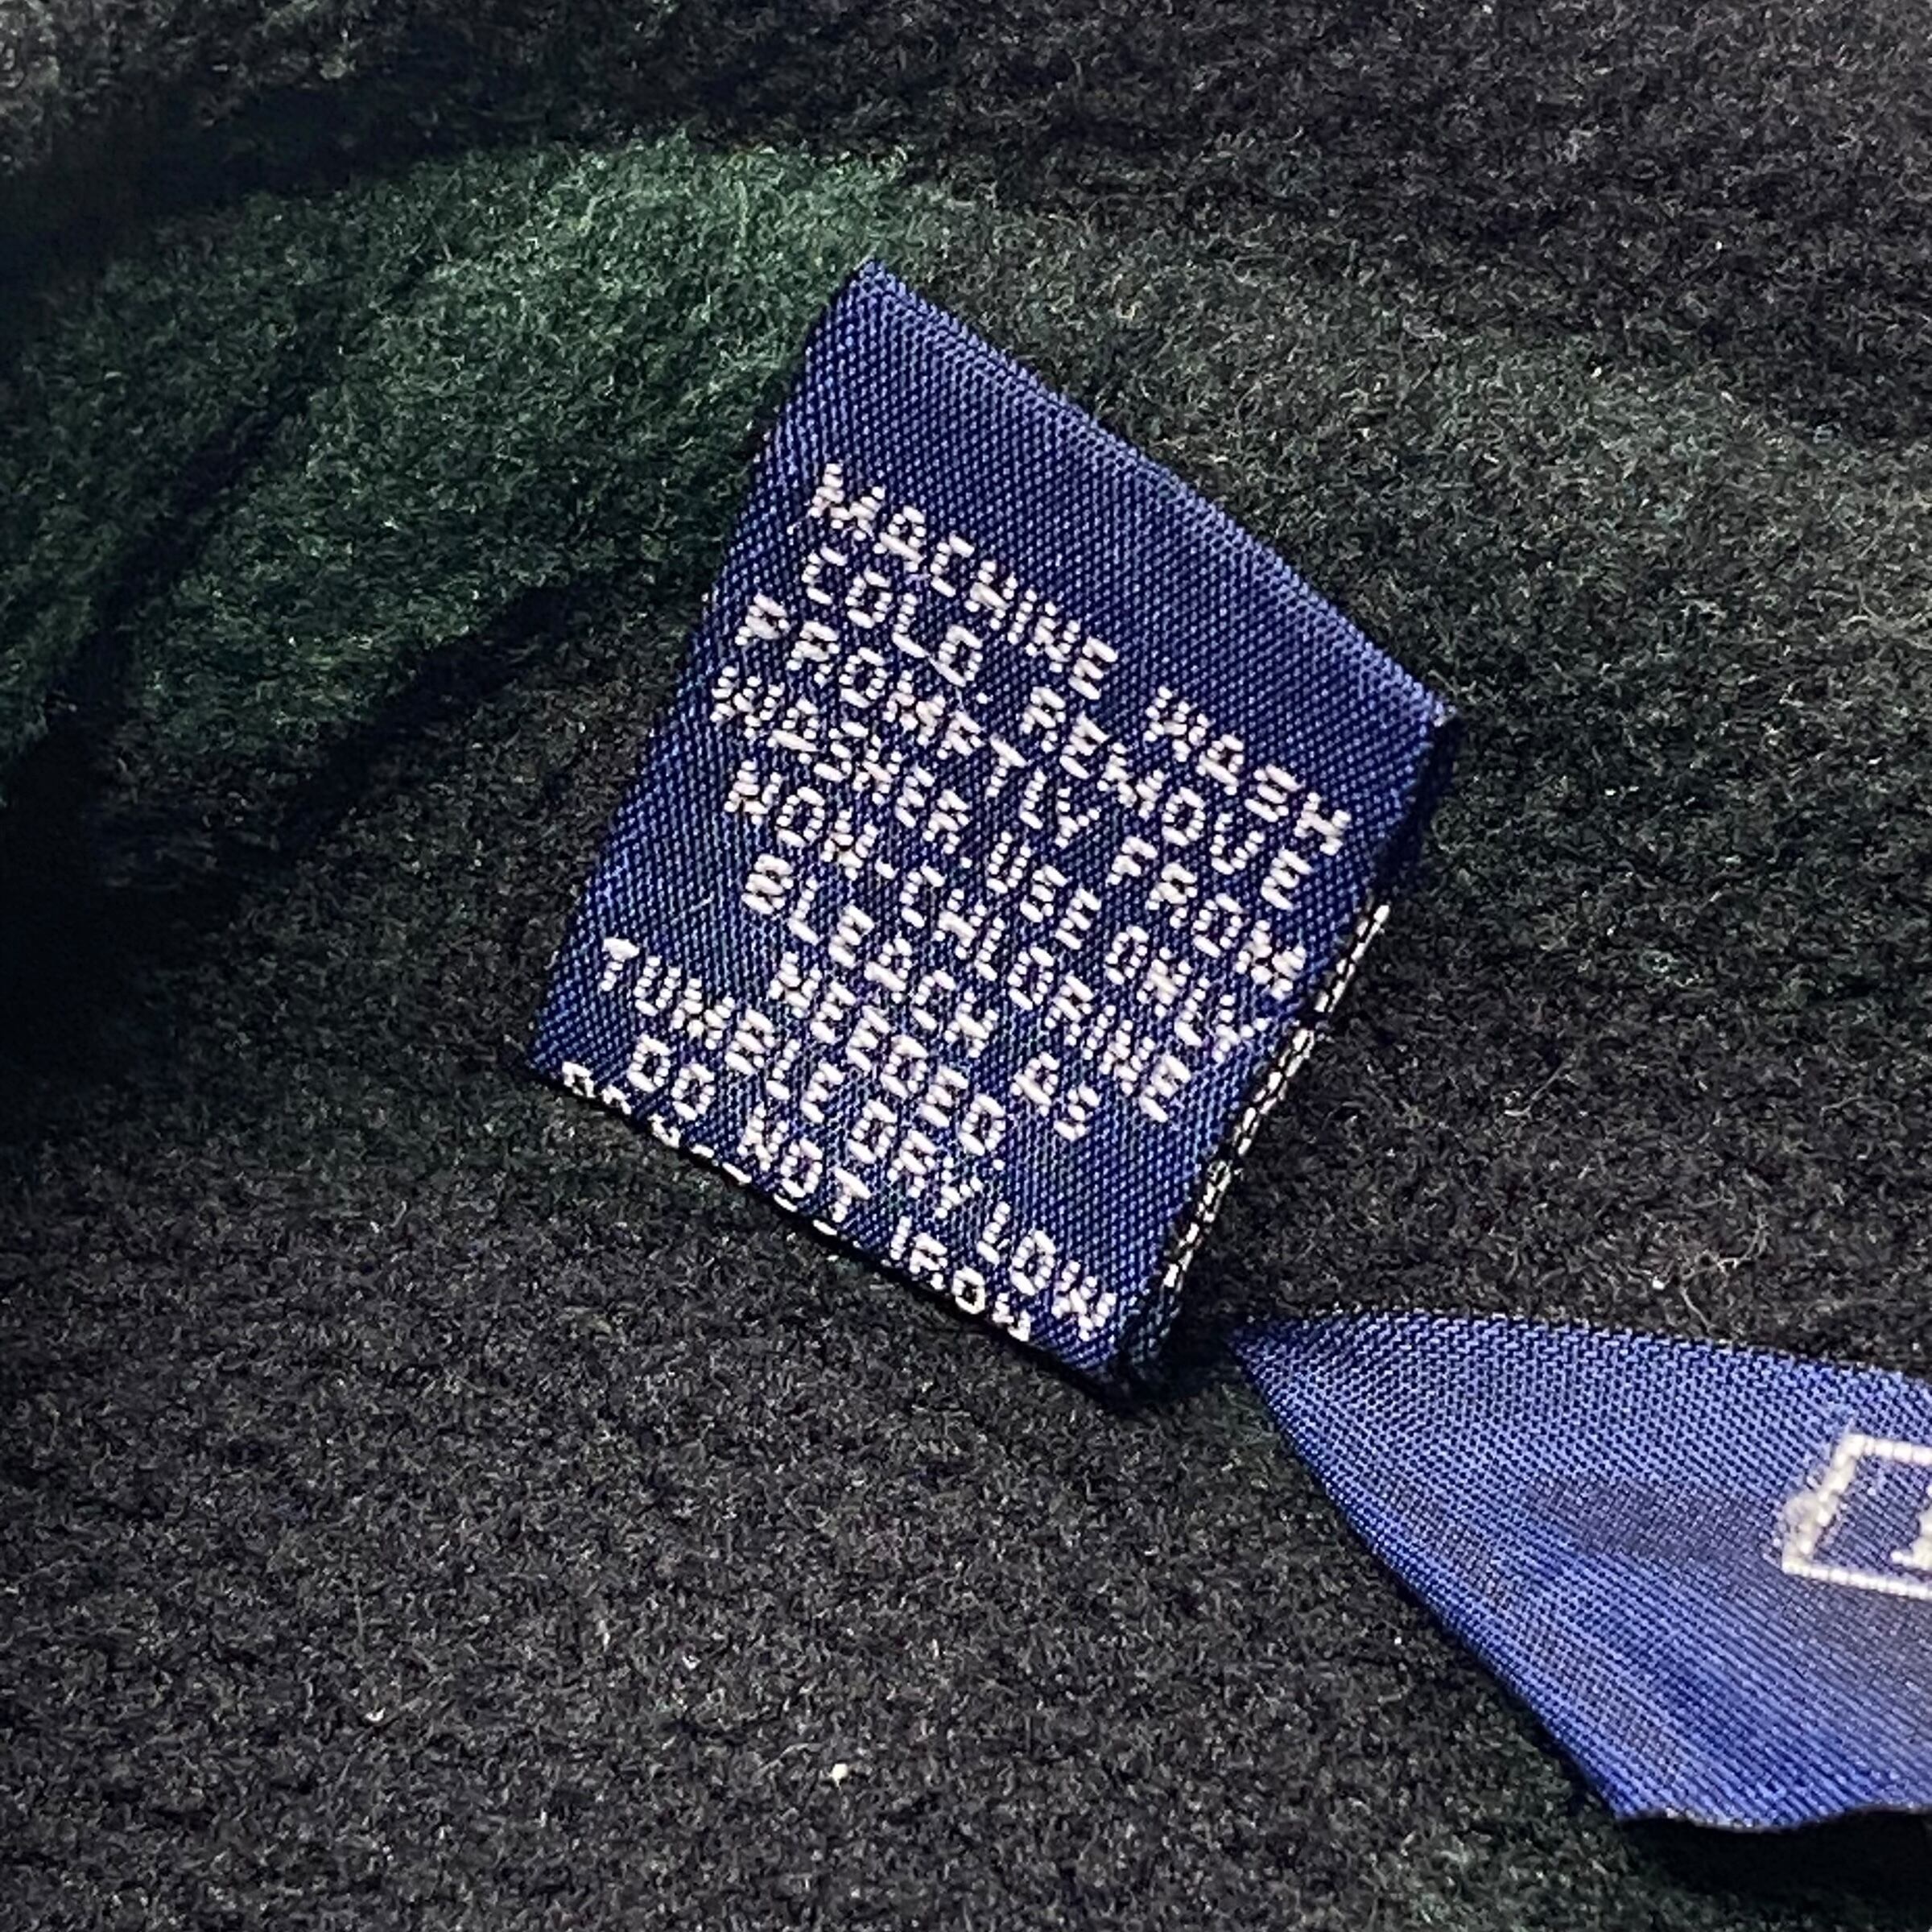 MACHINE WASH
COLD. REMOVE
PROMPTLY FROM
WASHER. USE ONLY
NON-CHLORINE
BLEACH AS
NEEDED.
TUMBLE DRY LOW
DO NOT IRON